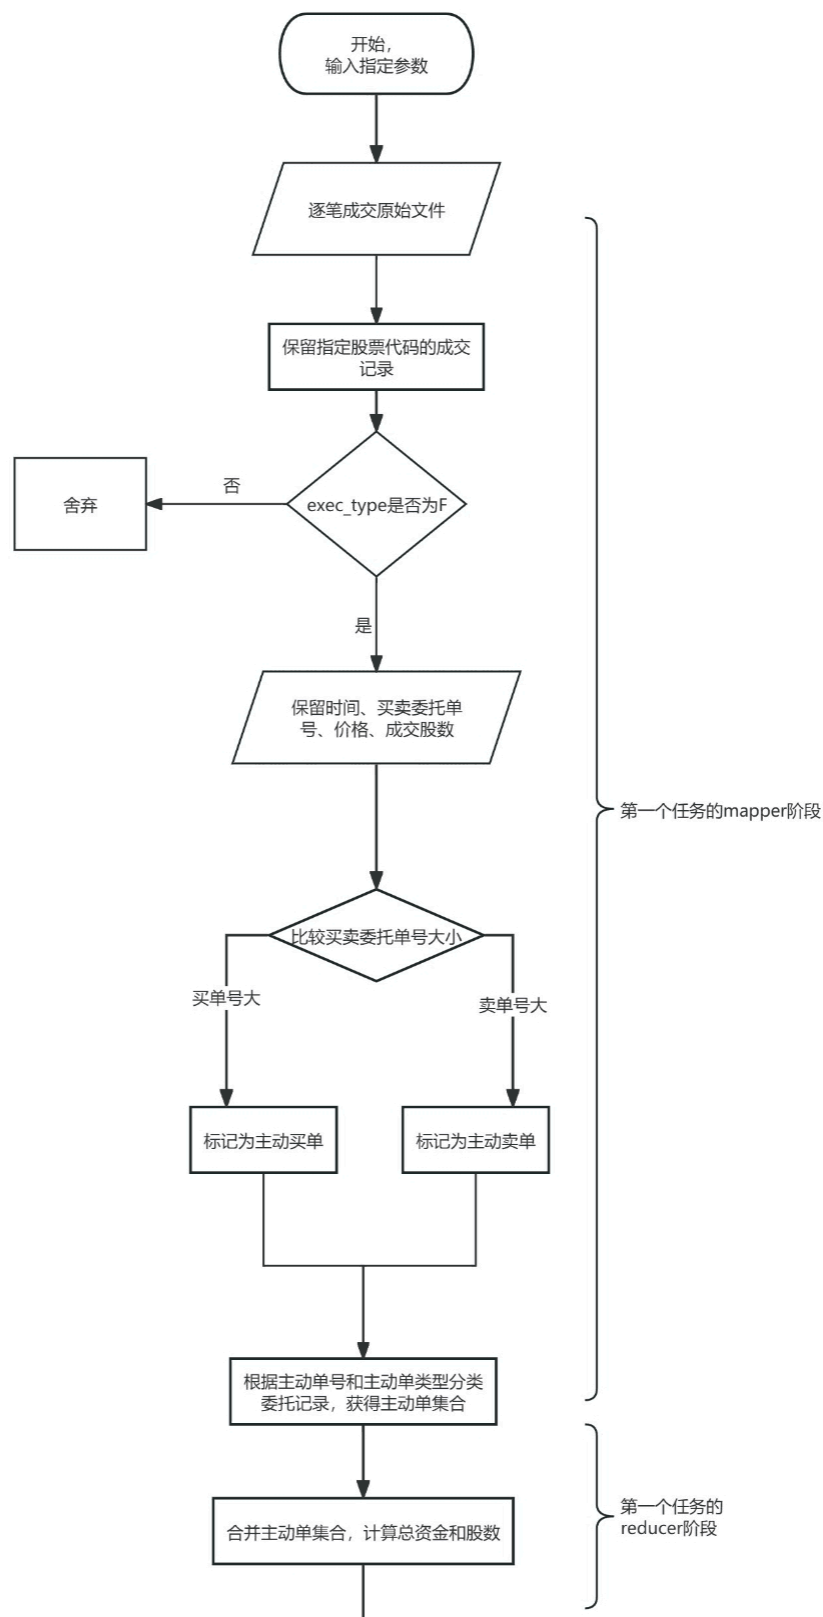 开始，
输入指定参数
逐笔成交原始文件
保留指定股票代码的成交
记录
否
舍弃
exec_type是否为F
是
保留时间、买卖委托单
号、价格、成交股数
第一个任务的mapper阶段
比较买卖委托单号大小
买单号大
卖单号大
标记为主动买单
标记为主动卖单
根据主动单号和主动单类型分类
委托记录，获得主动单集合
合并主动单集合，计算总资金和股数
第一个任务的
reducer阶段